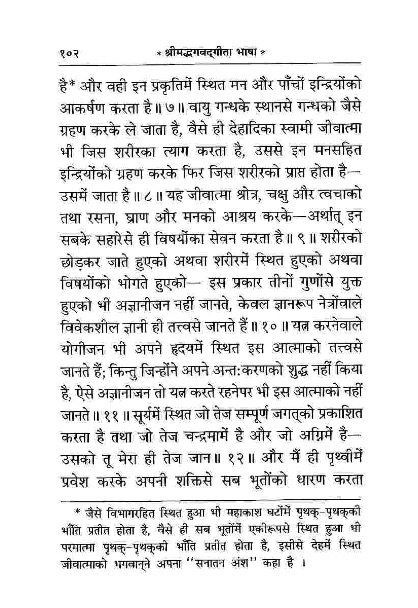 १०२ * श्रीमद्भगवद्‌गीता भाषा *
है* और वही इन प्रकृतिमें स्थित मन और पाँचों इन्द्रियोंको
आकर्षण करता है॥ ७॥ वायु गन्धके स्थानसे गन्धको जैसे
ग्रहण करके ले जाता है, वैसे ही देहादिका स्वामी जीवात्मा
भी जिस शरीरका त्याग करता है, उससे इन मनसहित
इन्द्रियोंको ग्रहण करके फिर जिस शरीरको प्राप्त होता है—
उसमें जाता है॥ ८॥ यह जीवात्मा श्रोत्र, चक्षु और त्वचाको
तथा रसना, घ्राण और मनको आश्रय करके—अर्थात् इन
सबके सहारेसे ही विषयोंका सेवन करता है॥ ९॥ शरीरको
छोड़कर जाते हुएको अथवा शरीरमें स्थित हुएको अथवा
विषयोंको भोगते हुएको— इस प्रकार तीनों गुणोंसे युक्त
हुएको भी अज्ञानीजन नहीं जानते, केवल ज्ञानरूप नेत्रोंवाले
विवेकशील ज्ञानी ही तत्त्वसे जानते हैं॥ १०॥ यत्न करनेवाले
योगीजन भी अपने हृदयमें स्थित इस आत्माको तत्त्वसे
जानते हैं; किन्तु जिन्होंने अपने अन्त:करणको शुद्ध नहीं किया
है, ऐसे अज्ञानीजन तो यत्न करते रहनेपर भी इस आत्माको नहीं
जानते॥ ११॥ सूर्यमें स्थित जो तेज सम्पूर्ण जगत्‌को प्रकाशित
करता है तथा जो तेज चन्द्रमामें है और जो अग्निमें है—
उसको तू मेरा ही तेज जान॥ १२॥ और मैं ही पृथ्वीमें
प्रवेश करके अपनी शक्तिसे सब भूतोंको धारण करता
* जैसे विभागरहित स्थित हुआ भी महाकाश घटोंमें पृथक्-पृथक्‌की
भाँति प्रतीत होता है, वैसे ही सब भूतोंमें एकीरूपसे स्थित हुआ भी
परमात्मा पृथक्-पृथक्‌की भाँति प्रतीत होता है, इसीसे देहमें स्थित
जीवात्माको भगवान्‌ने अपना ''सनातन अंश'' कहा है ।